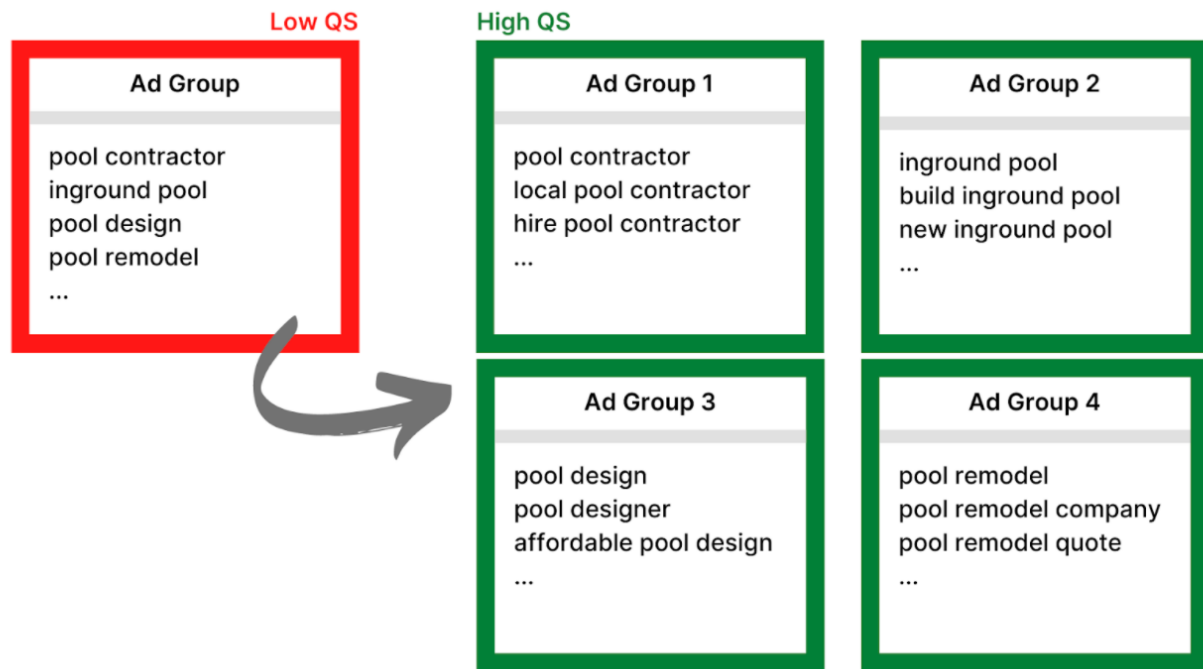 Low QS
Ad Group
pool contractor
inground pool
pool design
pool remodel
...
High QS
Ad Group 1
pool contractor
local pool contractor
hire pool contractor
...
Ad Group 2
inground pool
build inground pool
new inground pool
...
Ad Group 3
pool design
pool designer
affordable pool design
...
Ad Group 4
pool remodel
pool remodel company
pool remodel quote
...